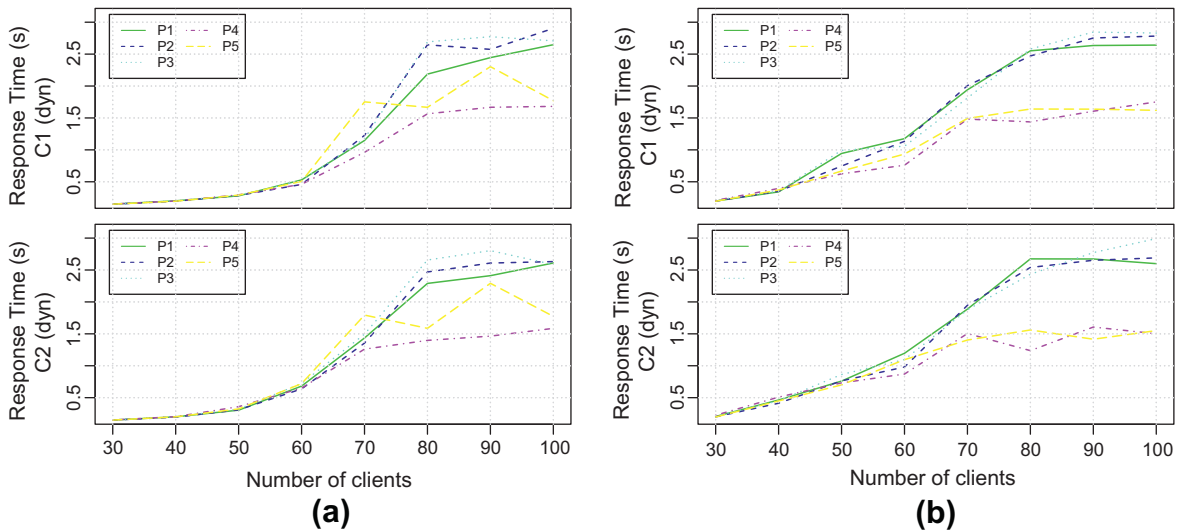 Response Time (s)
C1 (dyn)
0.5 1.5 2.5
P1 P4
P2 P5
P3
Response Time (s)
C2 (dyn)
0.5 1.5 2.5
P1 P4
P2 P5
P3
30 40 50 60 70 80 90 100
Number of clients
(a)
Response Time (s)
C1 (dyn)
0.5 1.5 2.5
P1 P4
P2 P5
P3
Response Time (s)
C2 (dyn)
0.5 1.5 2.5
P1 P4
P2 P5
P3
30 40 50 60 70 80 90 100
Number of clients
(b)